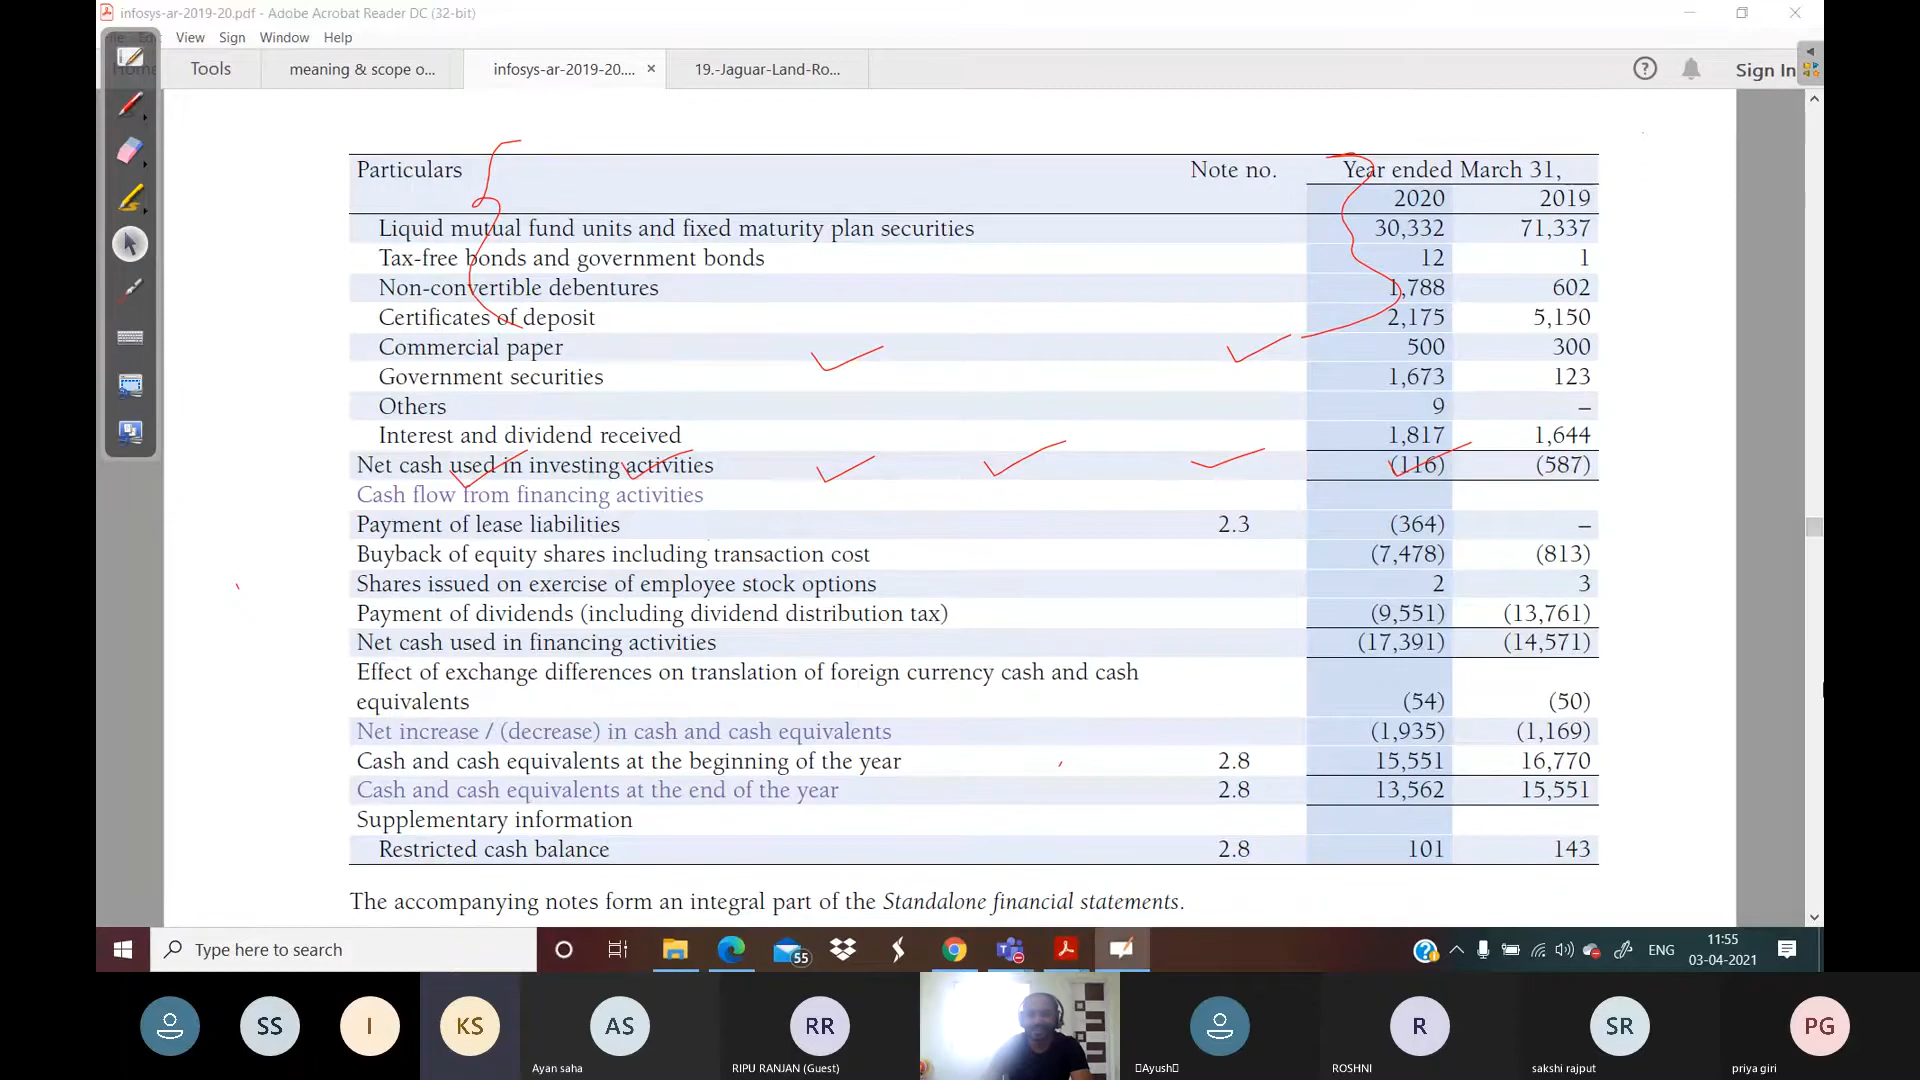 infosys-ar-2019-20.pdf - Adobe Acrobat Reader DC (32-bit)
View Sign Window Help
Tools meaning & scope o... infosys-ar-2019-20.... × 19.-Jaguar-Land-Ro... Sign In
Particulars Note no. Year ended March 31,
2020 2019
Liquid mutual fund units and fixed maturity plan securities 30,332 71,337
Tax-free bonds and government bonds 12 1
Non-convertible debentures 1,788 602
Certificates of deposit 2,175 5,150
Commercial paper 500 300
Government securities 1,673 123
Others 9 –
Interest and dividend received 1,817 1,644
Net cash used in investing activities (116) (587)
Cash flow from financing activities
Payment of lease liabilities 2.3 (364) –
Buyback of equity shares including transaction cost (7,478) (813)
Shares issued on exercise of employee stock options 2 3
Payment of dividends (including dividend distribution tax) (9,551) (13,761)
Net cash used in financing activities (17,391) (14,571)
Effect of exchange differences on translation of foreign currency cash and cash
equivalents (54) (50)
Net increase / (decrease) in cash and cash equivalents (1,935) (1,169)
Cash and cash equivalents at the beginning of the year 2.8 15,551 16,770
Cash and cash equivalents at the end of the year 2.8 13,562 15,551
Supplementary information
Restricted cash balance 2.8 101 143
The accompanying notes form an integral part of the Standalone financial statements.
Type here to search 55 ENG 11:55
03-04-2021
SS I KS AS RR R SR PG
Ayan saha RIPU RANJAN (Guest) Ayush ROSHNI sakshi rajput priya giri